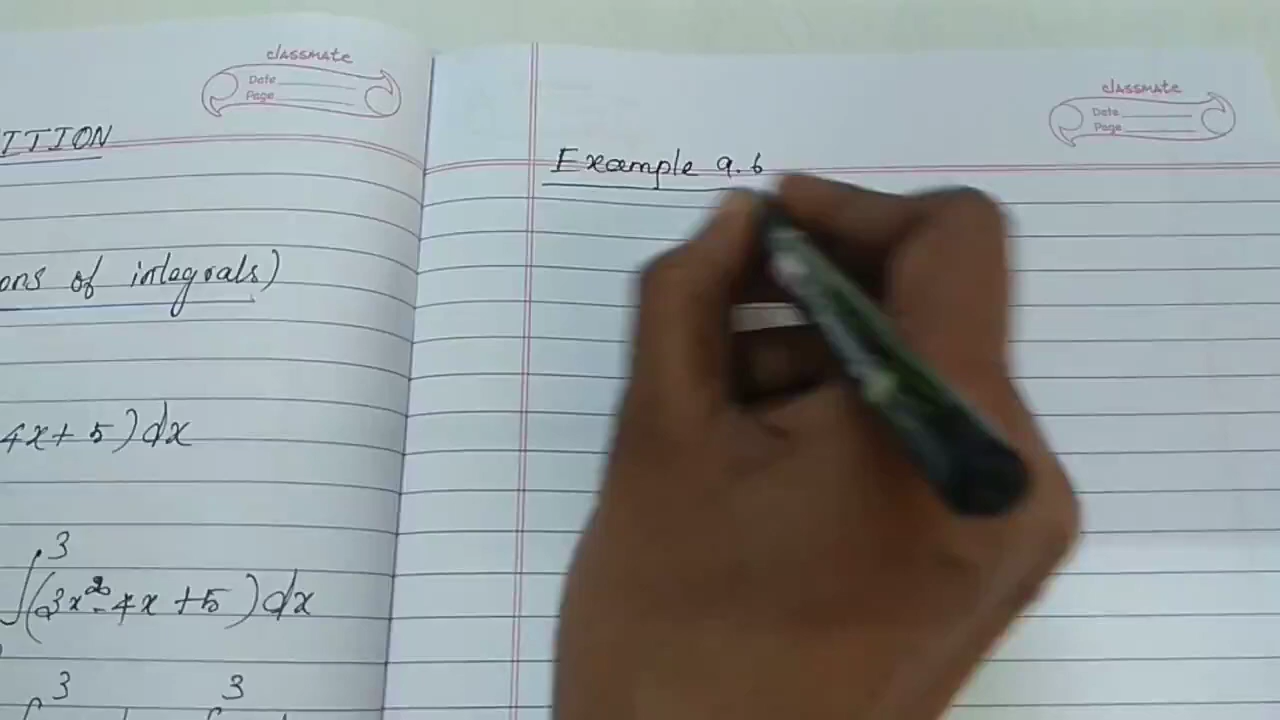 classmate
Date
Page
ITION
ons of integrals)
4x + 5) dx
3
∫(3x² - 4x + 5) dx
3 3
classmate
Date
Page
Example 9.6